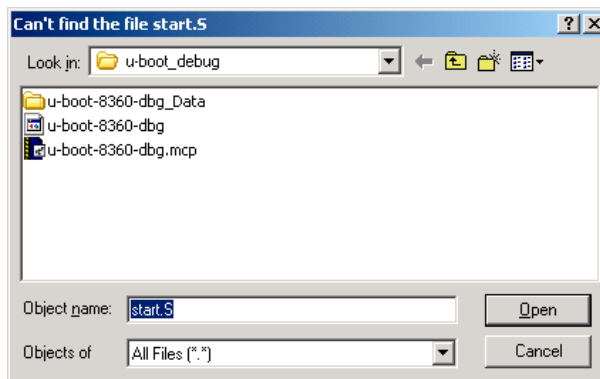 Can't find the file start.S
Look in: u-boot_debug
u-boot-8360-dbg_Data
u-boot-8360-dbg
u-boot-8360-dbg.mcp
Object name: start.S Open
Objects of All Files (*.*) Cancel